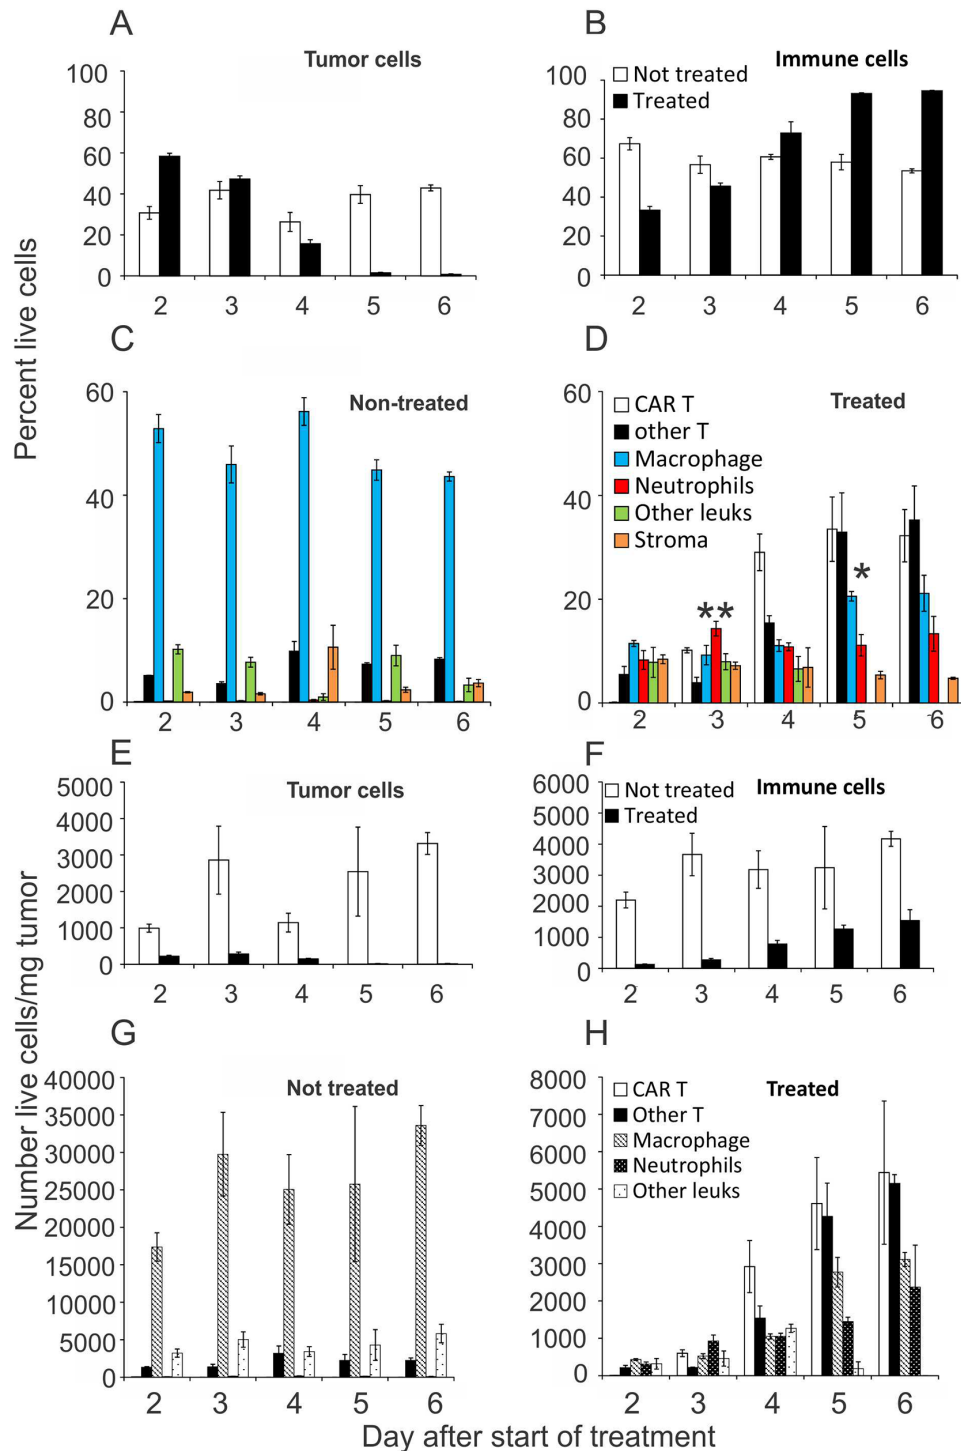 A
Tumor cells
100
80
60
40
20
0
2 3 4 5 6
B
Immune cells
Not treated
Treated
100
80
60
40
20
0
2 3 4 5 6
Percent live cells
C
Non-treated
60
40
20
0
2 3 4 5 6
D
Treated
CAR T
other T
Macrophage
Neutrophils
Other leuks
Stroma
60
40
20
0
** *
2 3 4 5 6
E
Tumor cells
5000
4000
3000
2000
1000
0
2 3 4 5 6
F
Immune cells
Not treated
Treated
6000
5000
4000
3000
2000
1000
0
2 3 4 5 6
Number live cells/mg tumor
G
Not treated
40000
35000
30000
25000
20000
15000
10000
5000
0
2 3 4 5 6
H
Treated
CAR T
Other T
Macrophage
Neutrophils
Other leuks
8000
7000
6000
5000
4000
3000
2000
1000
0
2 3 4 5 6
Day after start of treatment